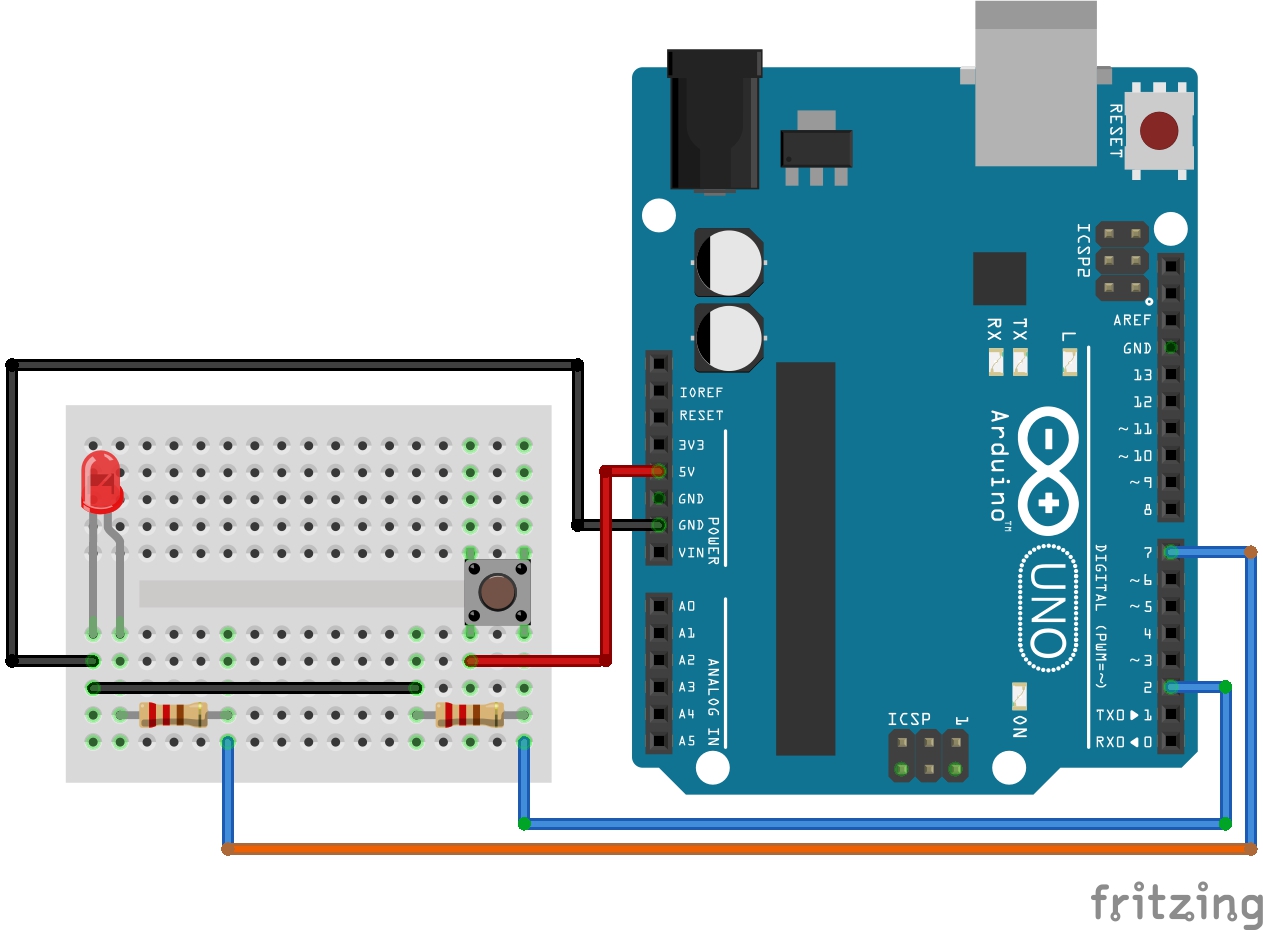 RESET
ICSP2
AREF
GND
RX
TX
L
13
12
IOREF
RESET
~11
3V3
~10
5V
~9
GND
8
GND
VIN
POWER
Arduino™
7
~6
A0
~5
A1
4
A2
~3
A3
2
A4
TX0▶1
A5
RX0◀0
ANALOG IN
UNO
DIGITAL (PWM=~)
ICSP
1
ON
fritzing